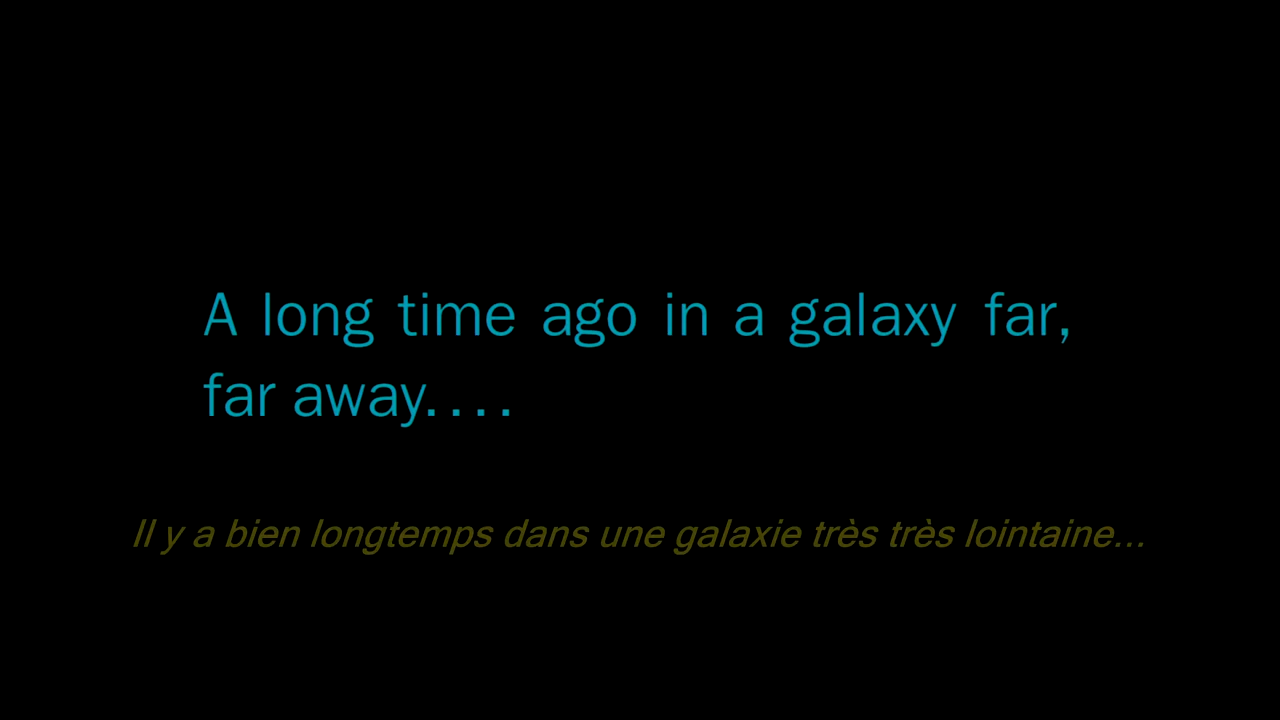 A long time ago in a galaxy far,
far away....
Il y a bien longtemps dans une galaxie très très lointaine...